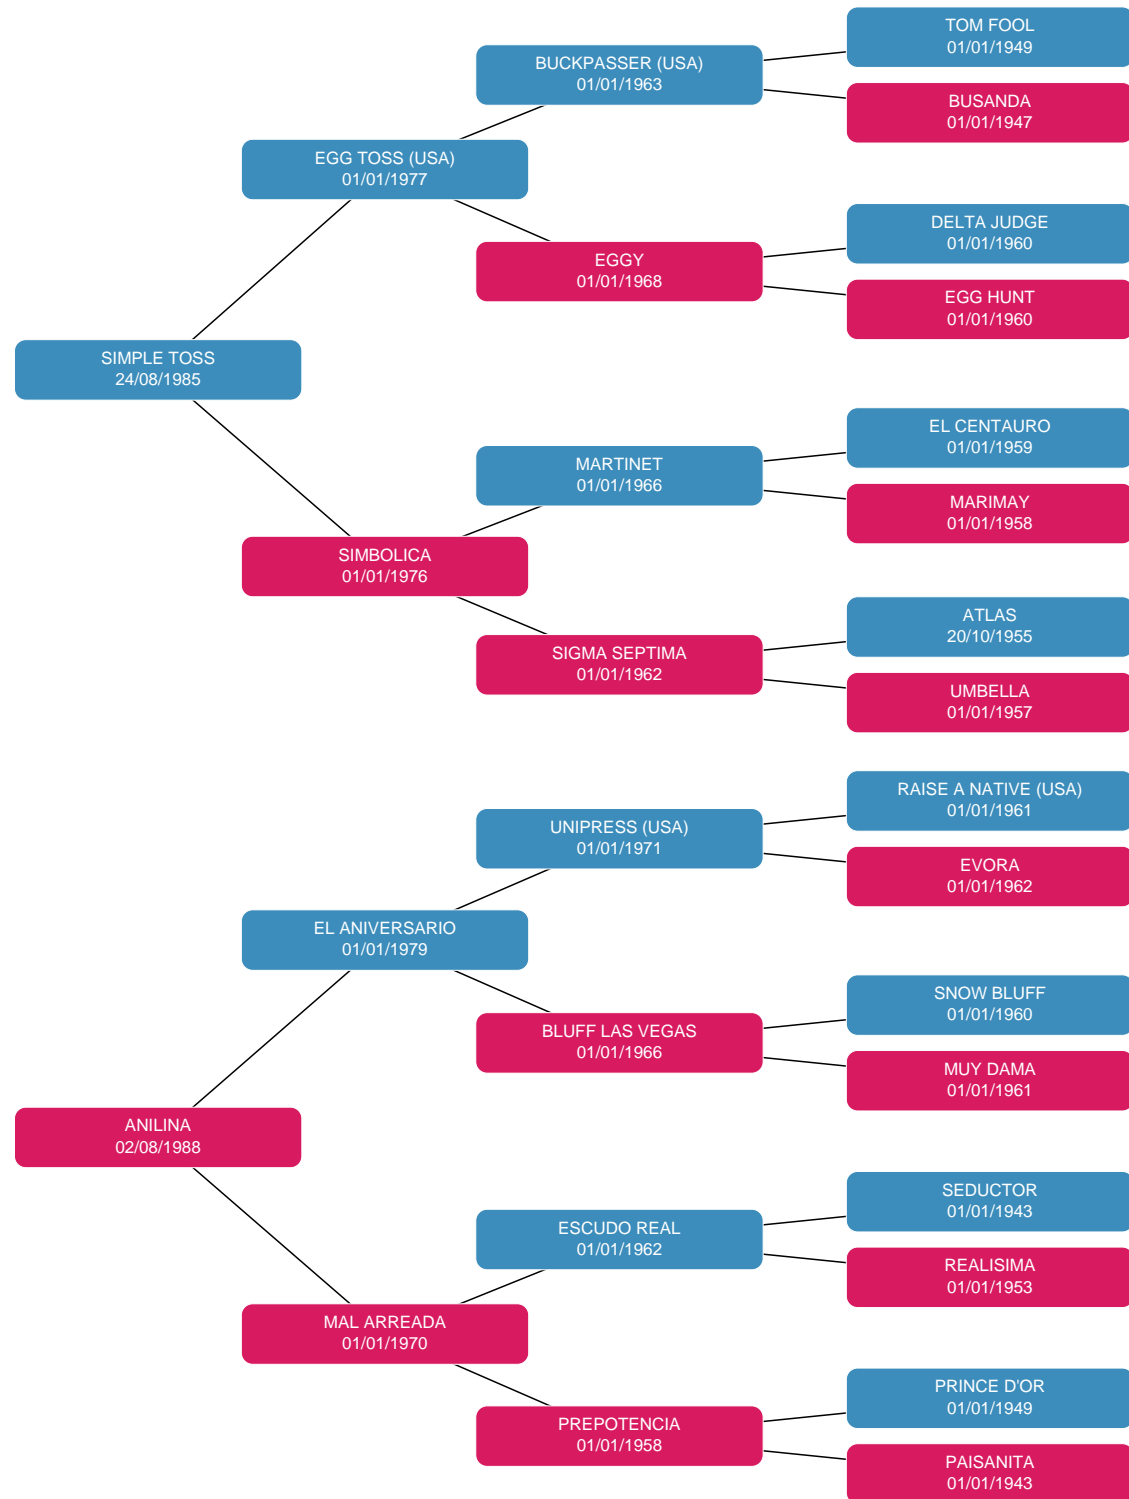 TOM FOOL
01/01/1949
BUCKPASSER (USA)
01/01/1963
BUSANDA
01/01/1947
EGG TOSS (USA)
01/01/1977
DELTA JUDGE
01/01/1960
EGGY
01/01/1968
EGG HUNT
01/01/1960
SIMPLE TOSS
24/08/1985
EL CENTAURO
01/01/1959
MARTINET
01/01/1966
MARIMAY
01/01/1958
SIMBOLICA
01/01/1976
ATLAS
20/10/1955
SIGMA SEPTIMA
01/01/1962
UMBELLA
01/01/1957
RAISE A NATIVE (USA)
01/01/1961
UNIPRESS (USA)
01/01/1971
EVORA
01/01/1962
EL ANIVERSARIO
01/01/1979
SNOW BLUFF
01/01/1960
BLUFF LAS VEGAS
01/01/1966
MUY DAMA
01/01/1961
ANILINA
02/08/1988
SEDUCTOR
01/01/1943
ESCUDO REAL
01/01/1962
REALISIMA
01/01/1953
MAL ARREADA
01/01/1970
PRINCE D'OR
01/01/1949
PREPOTENCIA
01/01/1958
PAISANITA
01/01/1943